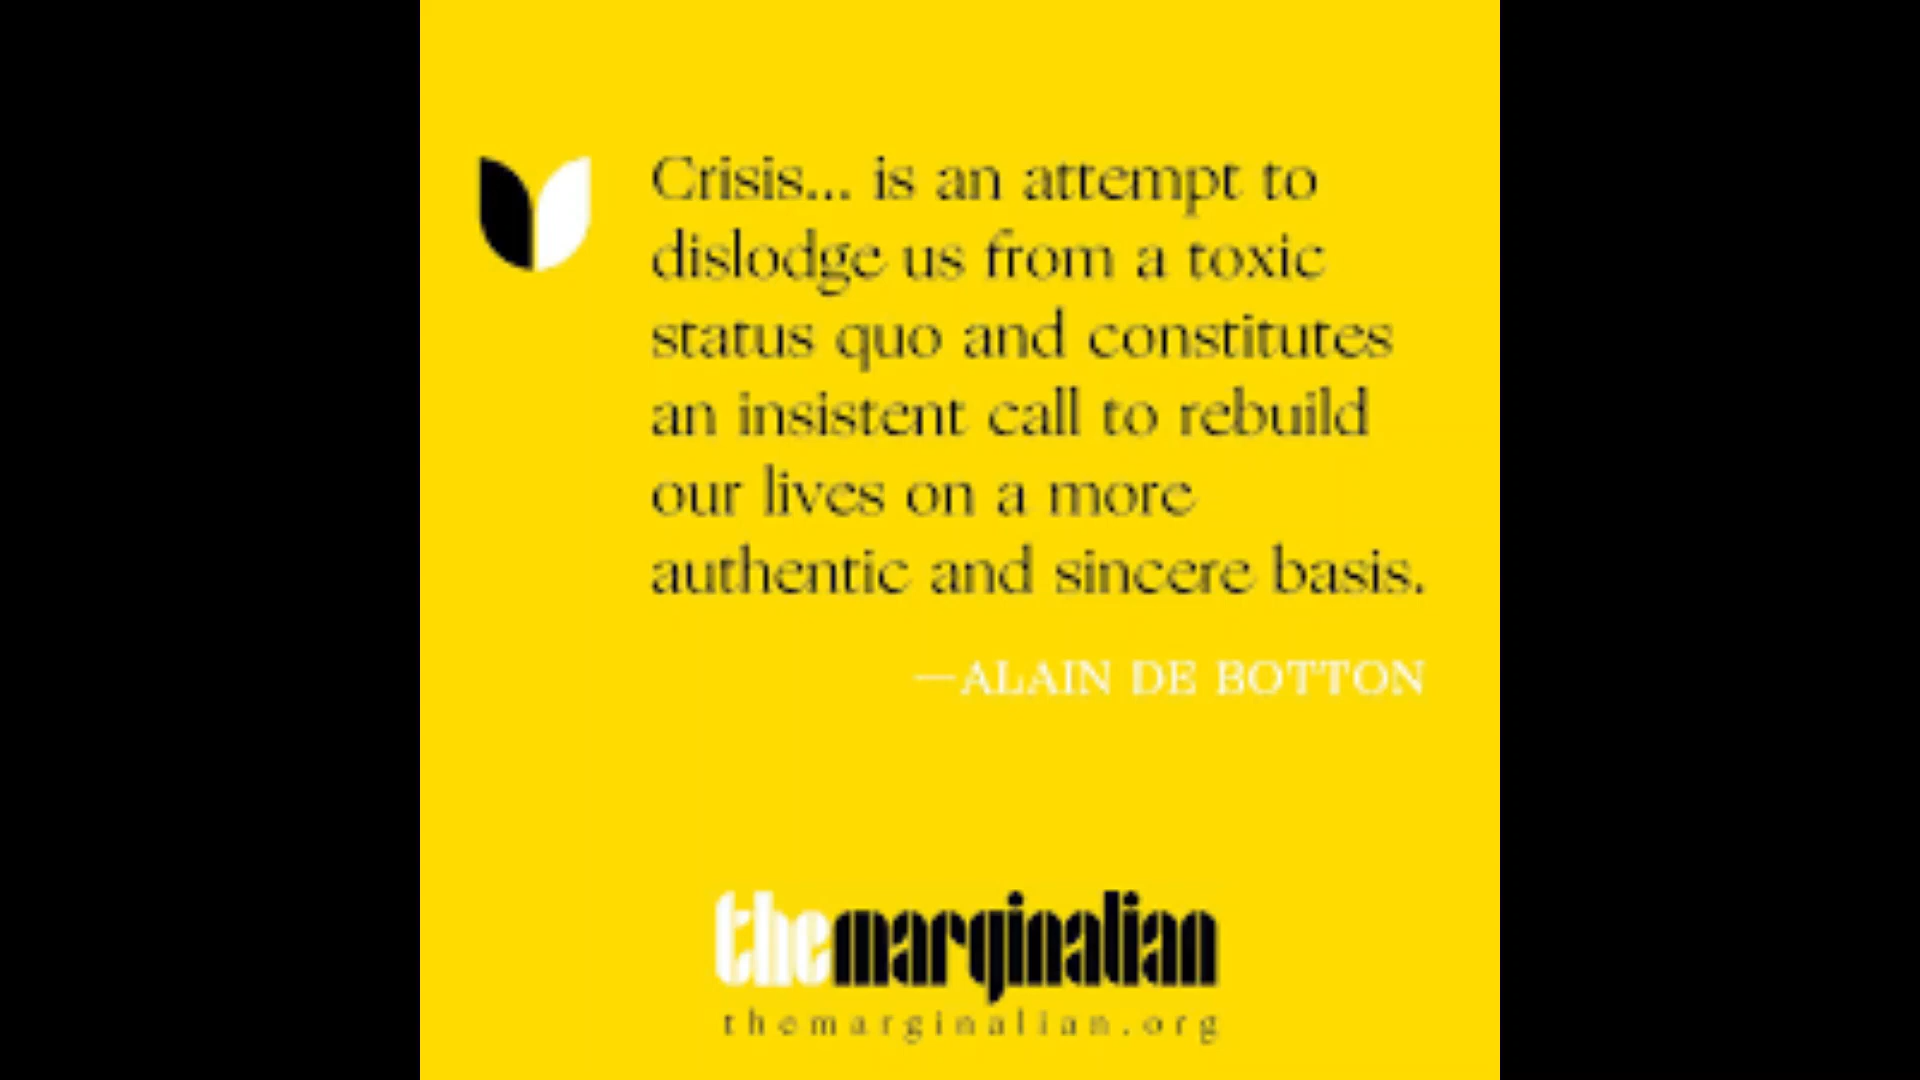 Crisis... is an attempt to
dislodge us from a toxic
status quo and constitutes
an insistent call to rebuild
our lives on a more
authentic and sincere basis.
—ALAIN DE BOTTON
themarginalian
themarginalian.org